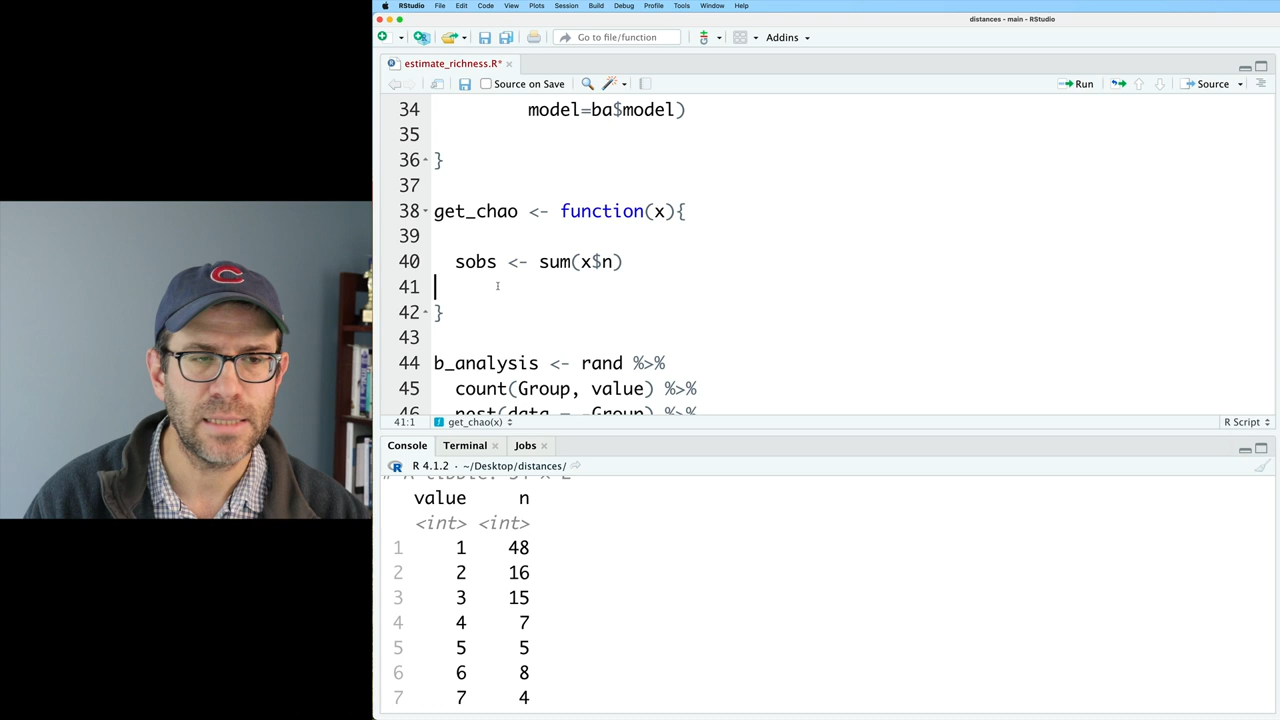 RStudio File Edit Code View Plots Session Build Debug Profile Tools Window Help
distances - main - RStudio
Go to file/function Addins
estimate_richness.R*
Source on Save Run Source
34 model=ba$model)
35
36 }
37
38 get_chao <- function(x){
39
40 sobs <- sum(x$n)
41
42 }
43
44 b_analysis <- rand %>%
45 count(Group, value) %>%
46 nest(data = -Group) %>%
41:1 get_chao(x) R Script
Console Terminal Jobs
R 4.1.2 · ~/Desktop/distances/
value n
<int> <int>
1 1 48
2 2 16
3 3 15
4 4 7
5 5 5
6 6 8
7 7 4